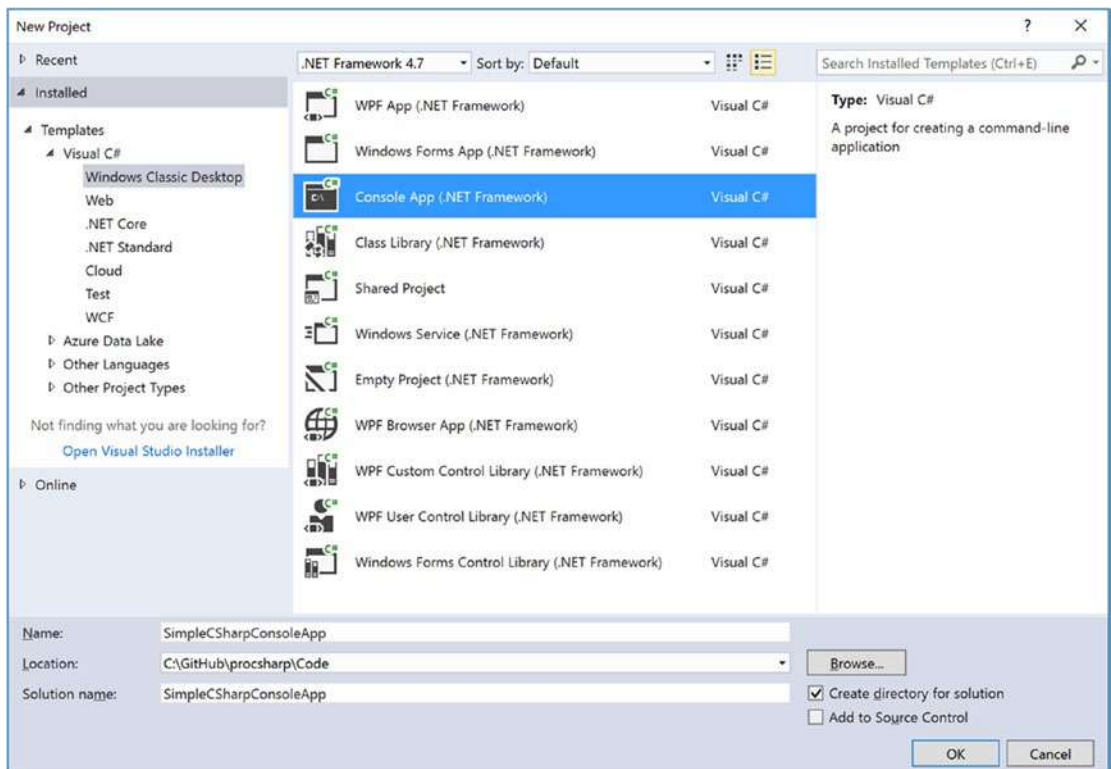 New Project
?
Recent
.NET Framework 4.7
Sort by: Default
Search Installed Templates (Ctrl+E)
Installed
Templates
Visual C#
Windows Classic Desktop
Web
.NET Core
.NET Standard
Cloud
Test
WCF
Azure Data Lake
Other Languages
Other Project Types
Not finding what you are looking for?
Open Visual Studio Installer
Online
WPF App (.NET Framework) Visual C#
Windows Forms App (.NET Framework) Visual C#
Console App (.NET Framework) Visual C#
Class Library (.NET Framework) Visual C#
Shared Project Visual C#
Windows Service (.NET Framework) Visual C#
Empty Project (.NET Framework) Visual C#
WPF Browser App (.NET Framework) Visual C#
WPF Custom Control Library (.NET Framework) Visual C#
WPF User Control Library (.NET Framework) Visual C#
Windows Forms Control Library (.NET Framework) Visual C#
Type: Visual C#
A project for creating a command-line
application
Name: SimpleCSharpConsoleApp
Location: C:\GitHub\procsharp\Code
Browse...
Solution name: SimpleCSharpConsoleApp
Create directory for solution
Add to Source Control
OK
Cancel